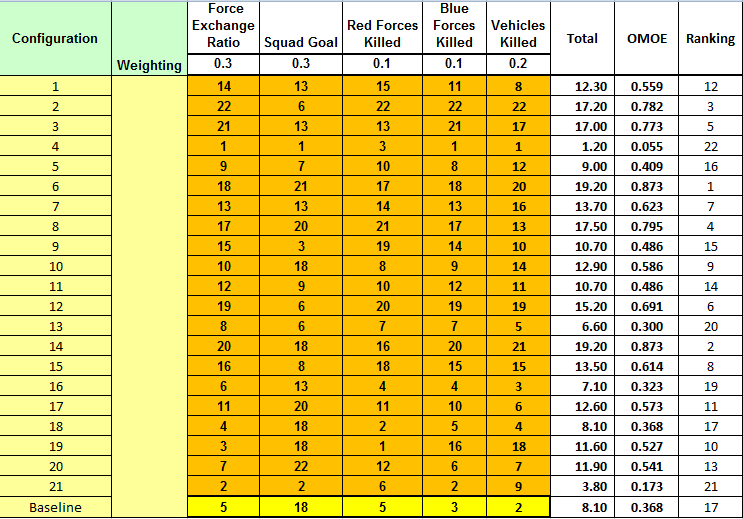 Configuration Weighting Force Exchange Ratio Squad Goal Red Forces Killed Blue Forces Killed Vehicles Killed Total OMOE Ranking
0.3 0.3 0.1 0.1 0.2
1 14 13 15 11 8 12.30 0.559 12
2 22 6 22 22 22 17.20 0.782 3
3 21 13 13 21 17 17.00 0.773 5
4 1 1 3 1 1 1.20 0.055 22
5 9 7 10 8 12 9.00 0.409 16
6 18 21 17 18 20 19.20 0.873 1
7 13 13 14 13 16 13.70 0.623 7
8 17 20 21 17 13 17.50 0.795 4
9 15 3 19 14 10 10.70 0.486 15
10 10 18 8 9 14 12.90 0.586 9
11 12 9 10 12 11 10.70 0.486 14
12 19 6 20 19 19 15.20 0.691 6
13 8 6 7 7 5 6.60 0.300 20
14 20 18 16 20 21 19.20 0.873 2
15 16 8 18 15 15 13.50 0.614 8
16 6 13 4 4 3 7.10 0.323 19
17 11 20 11 10 6 12.60 0.573 11
18 4 18 2 5 4 8.10 0.368 17
19 3 18 1 16 18 11.60 0.527 10
20 7 22 12 6 7 11.90 0.541 13
21 2 2 6 2 9 3.80 0.173 21
Baseline 5 18 5 3 2 8.10 0.368 17